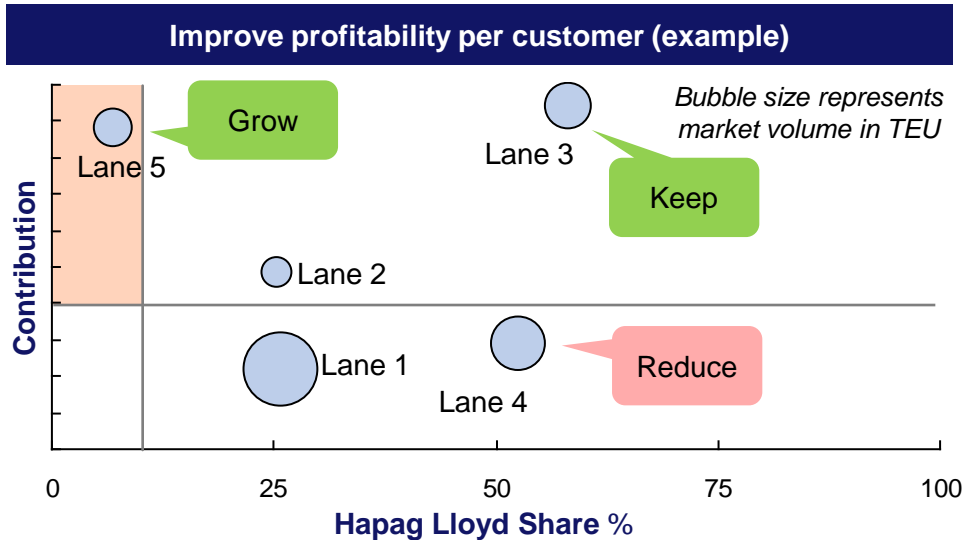 Improve profitability per customer (example)
Bubble size represents
market volume in TEU
Grow
Lane 5
Lane 3
Keep
Lane 2
Lane 1
Reduce
Lane 4
Contribution
0 25 50 75 100
Hapag Lloyd Share %